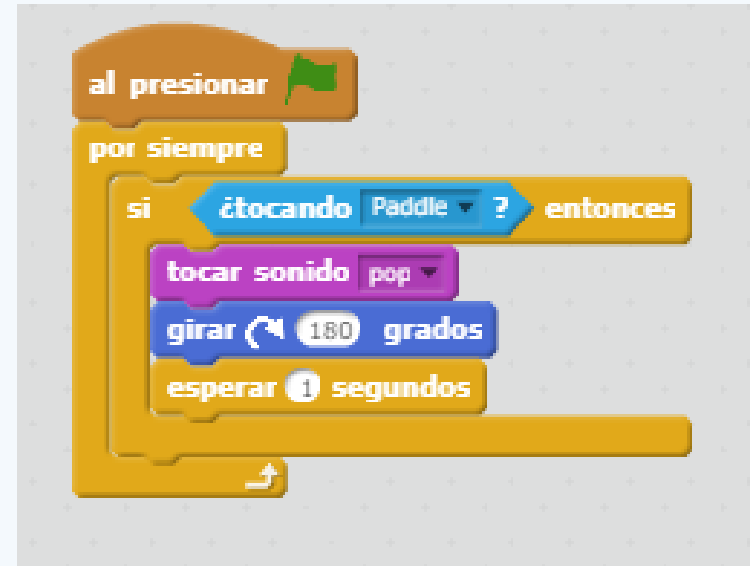 al presionar
por siempre
si ¿tocando Paddle ? entonces
tocar sonido pop
girar 180 grados
esperar 1 segundos